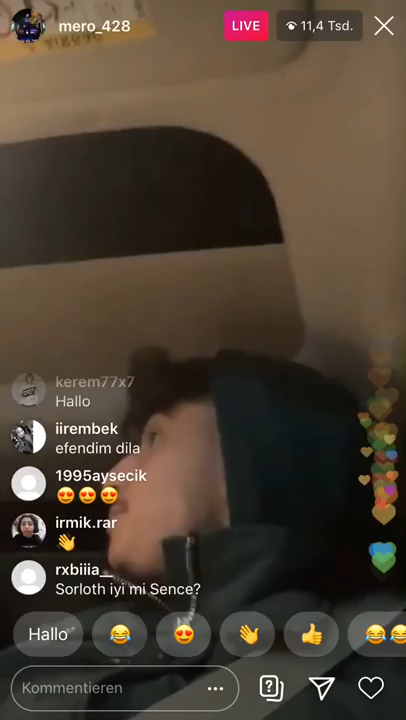 mero_428
LIVE
11,4 Tsd.
kerem77x7
Hallo
iirembek
efendim dila
1995aysecik
😍😍😍
irmik.rar
👋
rxbiiia__
Sorloth iyi mi Sence?
Hallo
Kommentieren